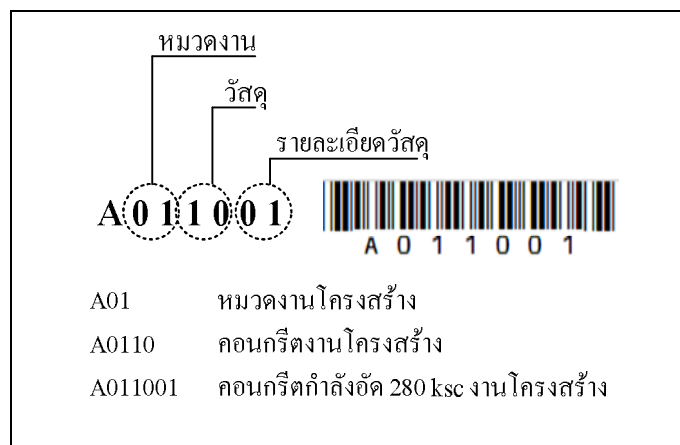 หมวดงาน
วัสดุ
รายละเอียดวัสดุ
A 01 10 01
A 0 1 1 0 0 1
A01 หมวดงานโครงสร้าง
A0110 คอนกรีตงานโครงสร้าง
A011001 คอนกรีตกำลังอัด 280 ksc งานโครงสร้าง